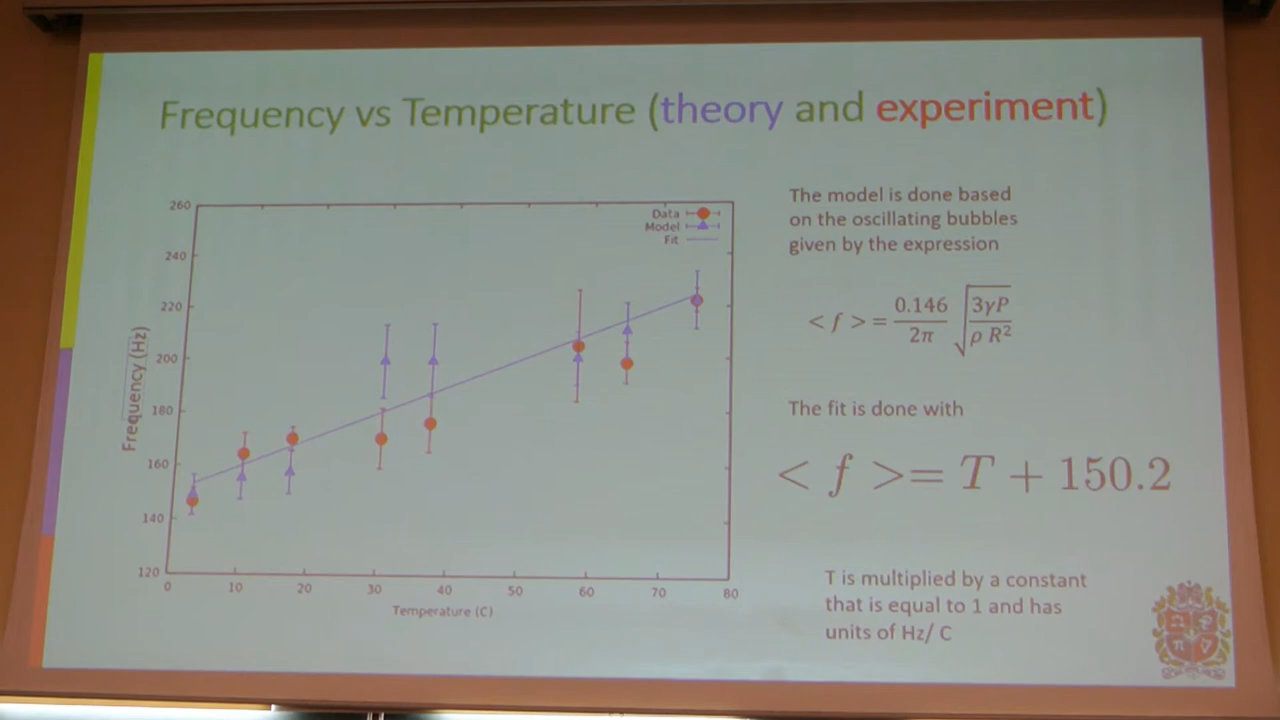 Frequency vs Temperature (theory and experiment)
260
240
220
200
180
160
140
120
0 10 20 30 40 50 60 70 80
Frequency (Hz)
Temperature (C)
Data
Model
Fit
The model is done based
on the oscillating bubbles
given by the expression
< f > = 0.146/2π √(3γP/ρ R²)
The fit is done with
< f >= T + 150.2
T is multiplied by a constant
that is equal to 1 and has
units of Hz/ C